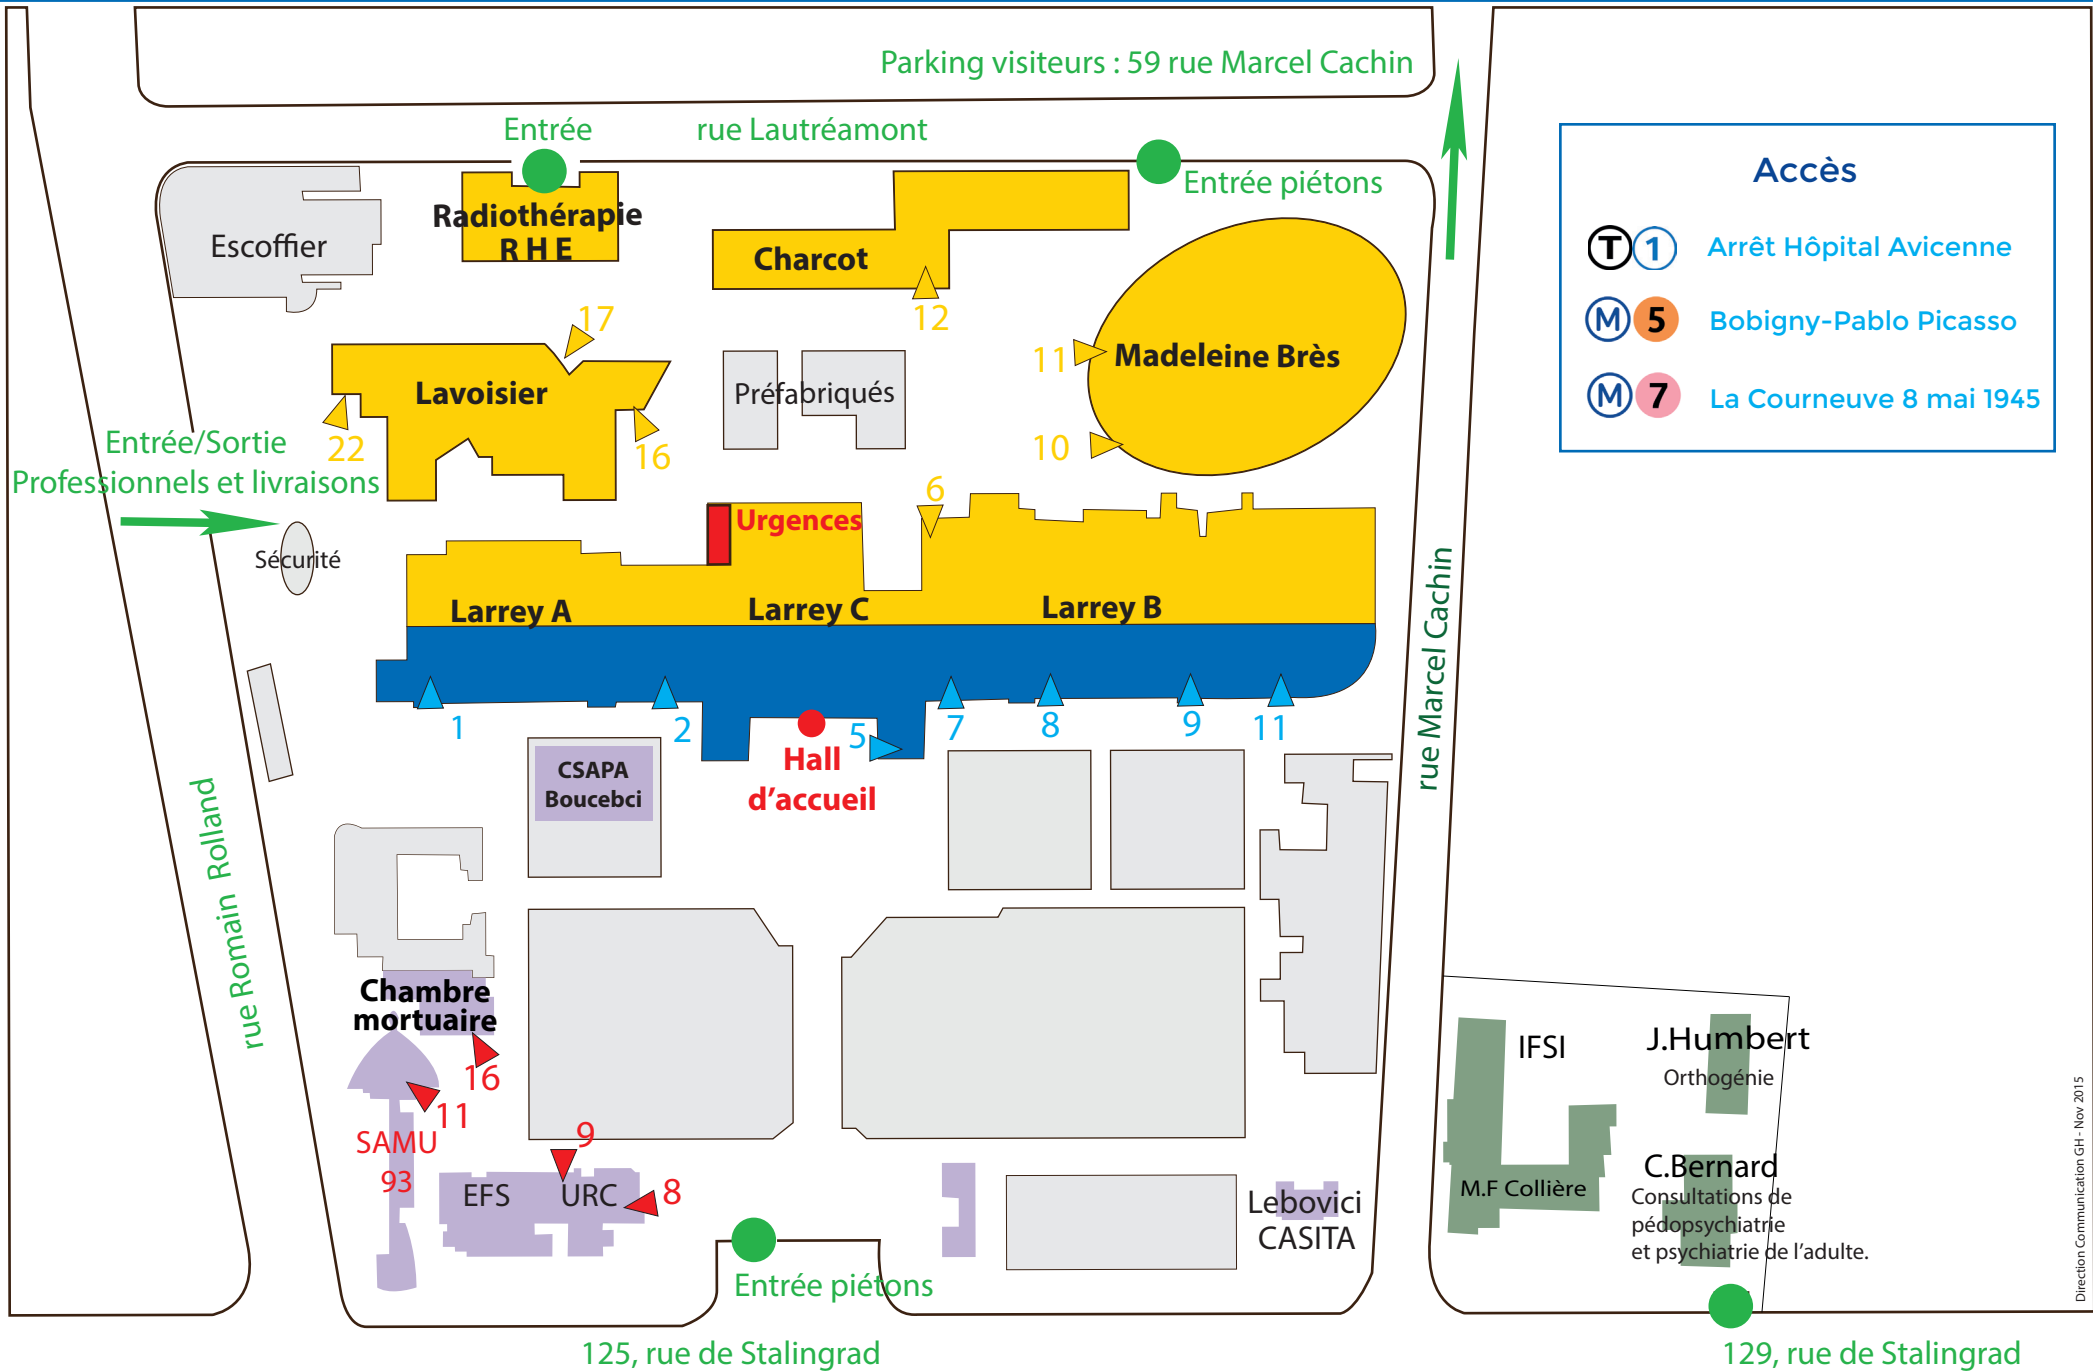 Parking visiteurs : 59 rue Marcel Cachin
Entrée
rue Lautréamont
Entrée piétons
Accès
T 1 Arrêt Hôpital Avicenne
M 5 Bobigny-Pablo Picasso
M 7 La Courneuve 8 mai 1945
Escoffier
Radiothérapie
R H E
Charcot
12
17
Lavoisier
22
16
Préfabriqués
11
Madeleine Brès
10
Entrée/Sortie
Professionnels et livraisons
Sécurité
6
Urgences
Larrey A
Larrey C
Larrey B
1
2
5
7
8
9
11
Hall
d’accueil
CSAPA
Boucebci
rue Marcel Cachin
rue Romain Rolland
Chambre
mortuaire
16
11
SAMU
93
9
EFS
URC
8
Lebovici
CASITA
IFSI
J.Humbert
Orthogénie
M.F Collière
C.Bernard
Consultations de
pédopsychiatrie
et psychiatrie de l’adulte.
Entrée piétons
125, rue de Stalingrad
129, rue de Stalingrad
Direction Communication GH - Nov 2015